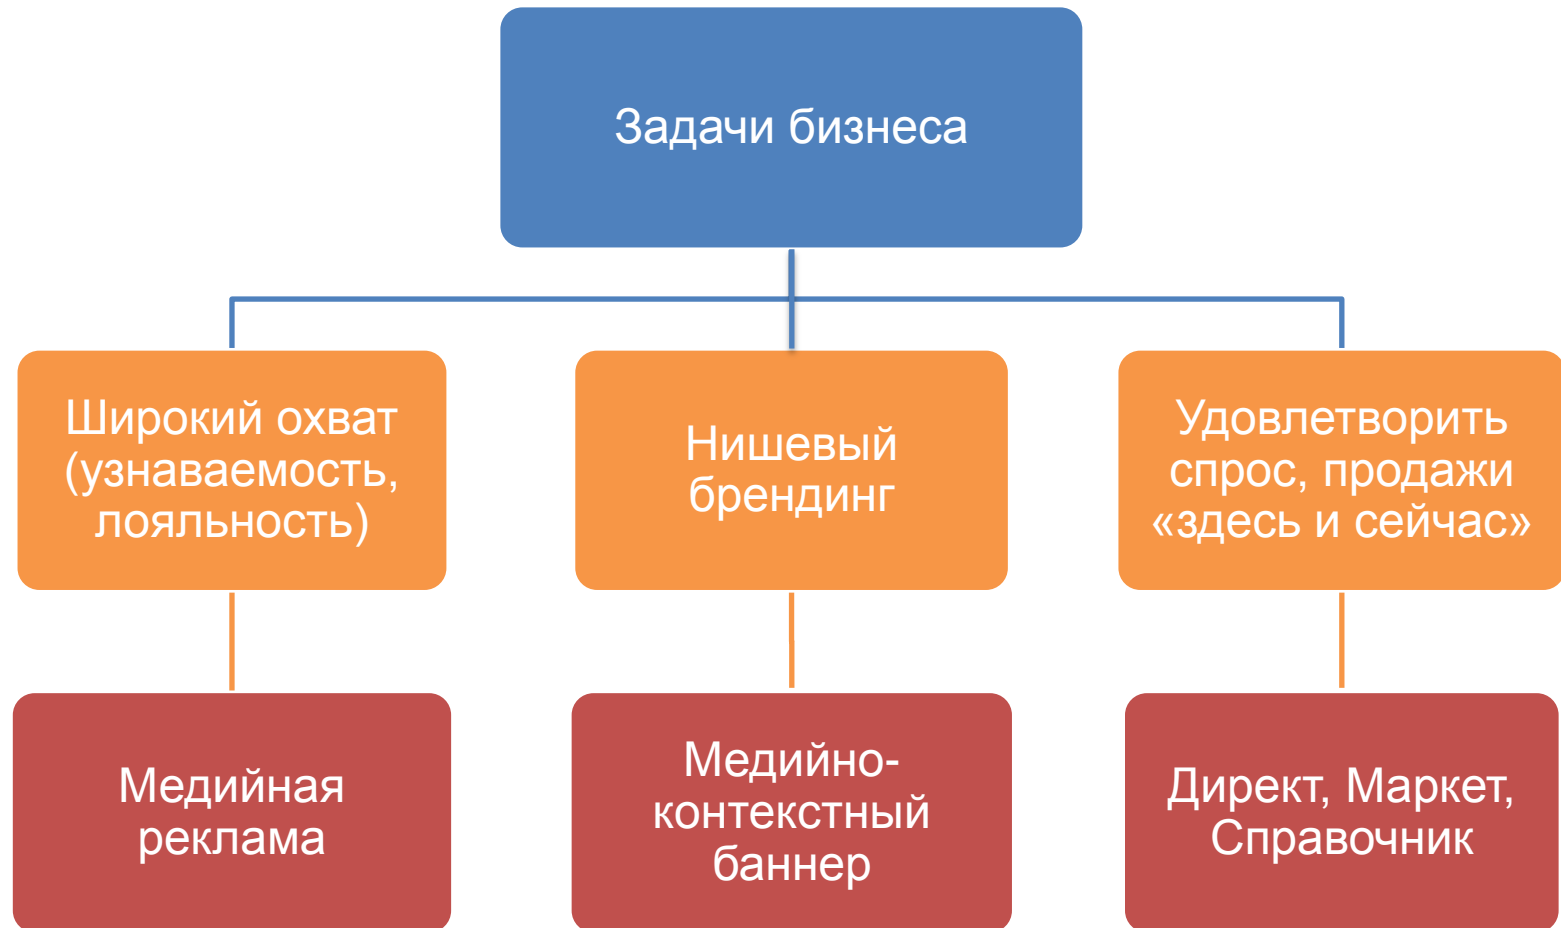 Задачи бизнеса
Широкий охват
(узнаваемость,
лояльность)
Нишевый
брендинг
Удовлетворить
спрос, продажи
«здесь и сейчас»
Медийная
реклама
Медийно-
контекстный
баннер
Директ, Маркет,
Справочник